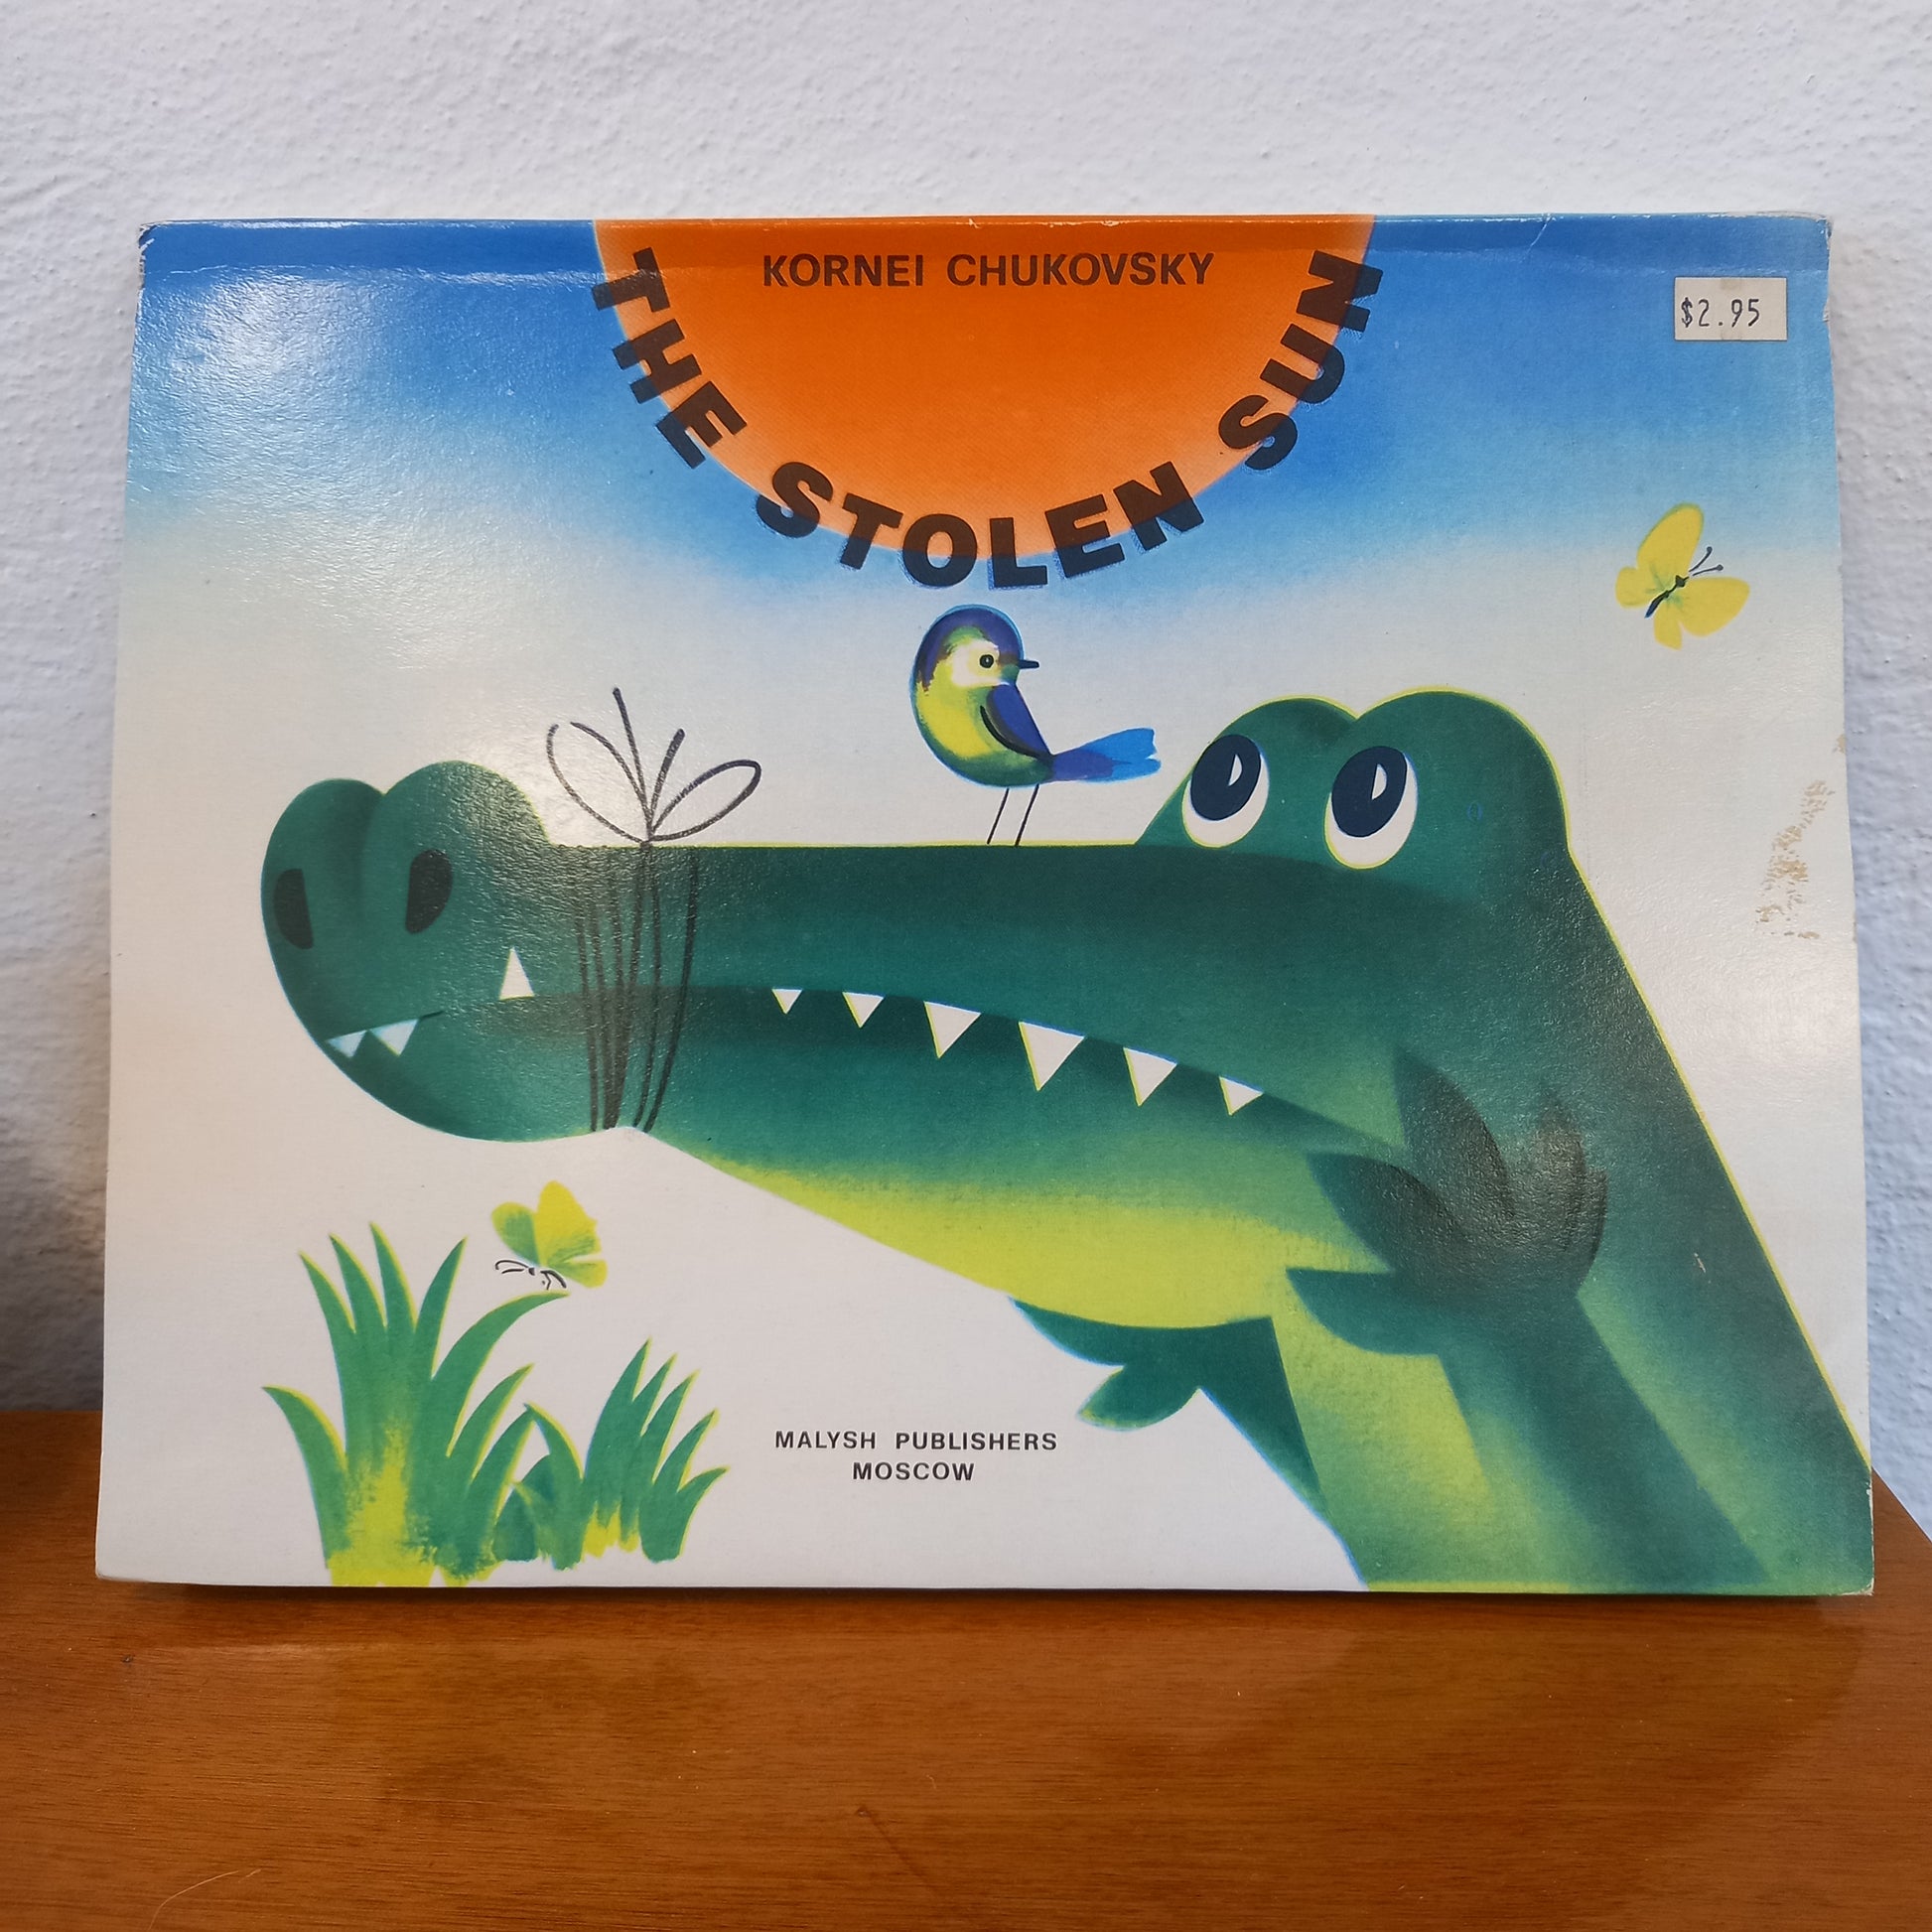 KORNEI CHUKOVSKY
$2.95
THE STOLEN SUN
MALYSH PUBLISHERS
MOSCOW